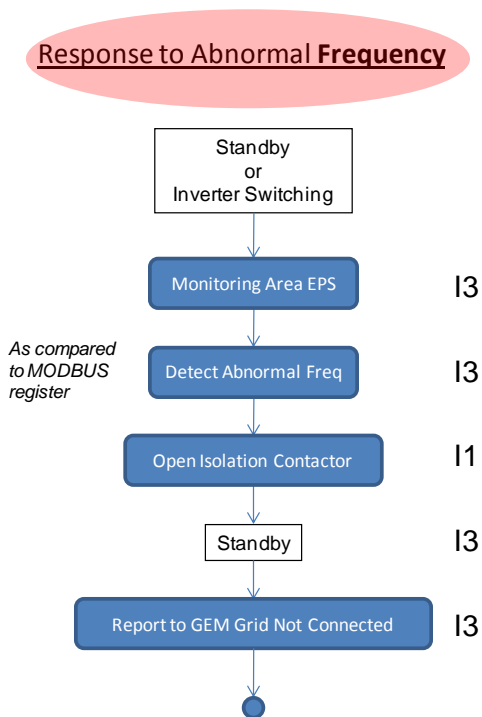 Response to Abnormal Frequency
Standby
or
Inverter Switching
Monitoring Area EPS
I3
As compared
to MODBUS
register
Detect Abnormal Freq
I3
Open Isolation Contactor
I1
Standby
I3
Report to GEM Grid Not Connected
I3